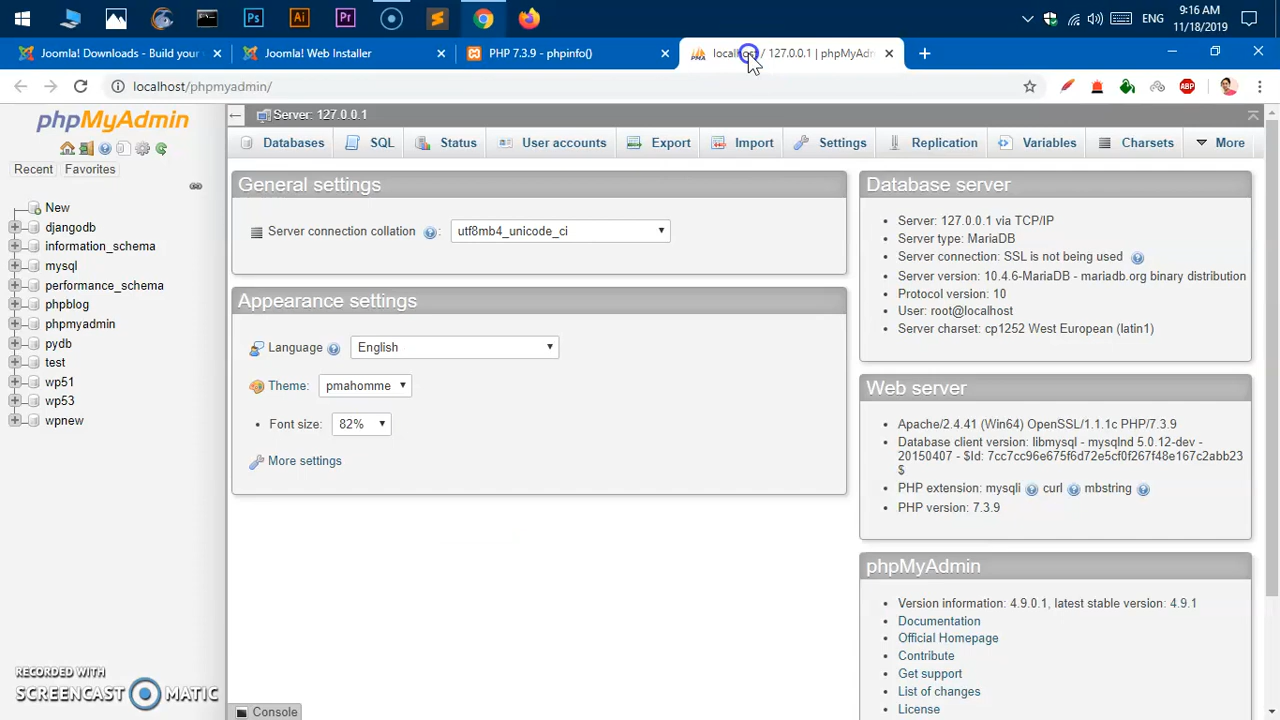 Ps
Ai
Pr
ENG
9:16 AM
11/18/2019
Joomla! Downloads - Build your
Joomla! Web Installer
PHP 7.3.9 - phpinfo()
localhost / 127.0.0.1 | phpMyAdm
localhost/phpmyadmin/
ABP
phpMyAdmin
Recent
Favorites
New
djangodb
information_schema
mysql
performance_schema
phpblog
phpmyadmin
pydb
test
wp51
wp53
wpnew
Server: 127.0.0.1
Databases
SQL
Status
User accounts
Export
Import
Settings
Replication
Variables
Charsets
More
General settings
Server connection collation : utf8mb4_unicode_ci
Appearance settings
Language English
Theme: pmahomme
• Font size: 82%
More settings
Database server
• Server: 127.0.0.1 via TCP/IP
• Server type: MariaDB
• Server connection: SSL is not being used
• Server version: 10.4.6-MariaDB - mariadb.org binary distribution
• Protocol version: 10
• User: root@localhost
• Server charset: cp1252 West European (latin1)
Web server
• Apache/2.4.41 (Win64) OpenSSL/1.1.1c PHP/7.3.9
• Database client version: libmysql - mysqlnd 5.0.12-dev -
20150407 - $Id: 7cc7cc96e675f6d72e5cf0f267f48e167c2abb23
$
• PHP extension: mysqli curl mbstring
• PHP version: 7.3.9
phpMyAdmin
• Version information: 4.9.0.1, latest stable version: 4.9.1
• Documentation
• Official Homepage
• Contribute
• Get support
• List of changes
• License
Console
RECORDED WITH
SCREENCAST MATIC